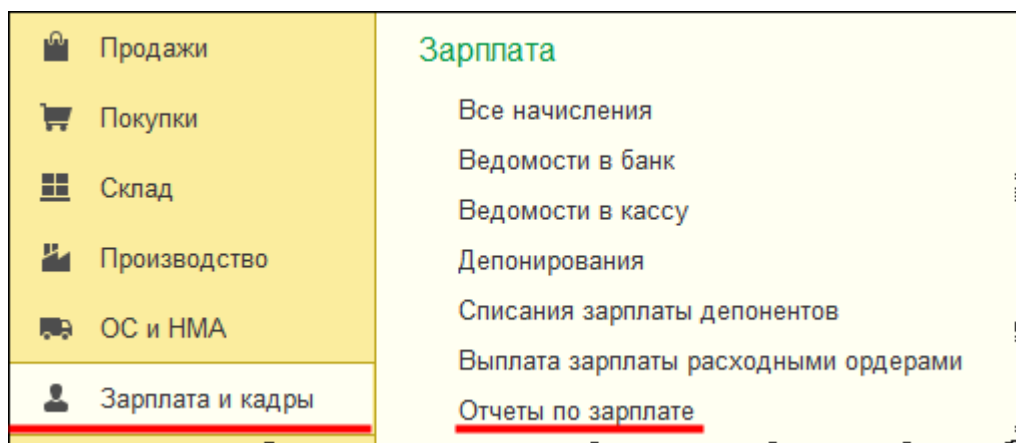 Продажи
Покупки
Склад
Производство
ОС и НМА
Зарплата и кадры
Зарплата
Все начисления
Ведомости в банк
Ведомости в кассу
Депонирования
Списания зарплаты депонентов
Выплата зарплаты расходными ордерами
Отчеты по зарплате